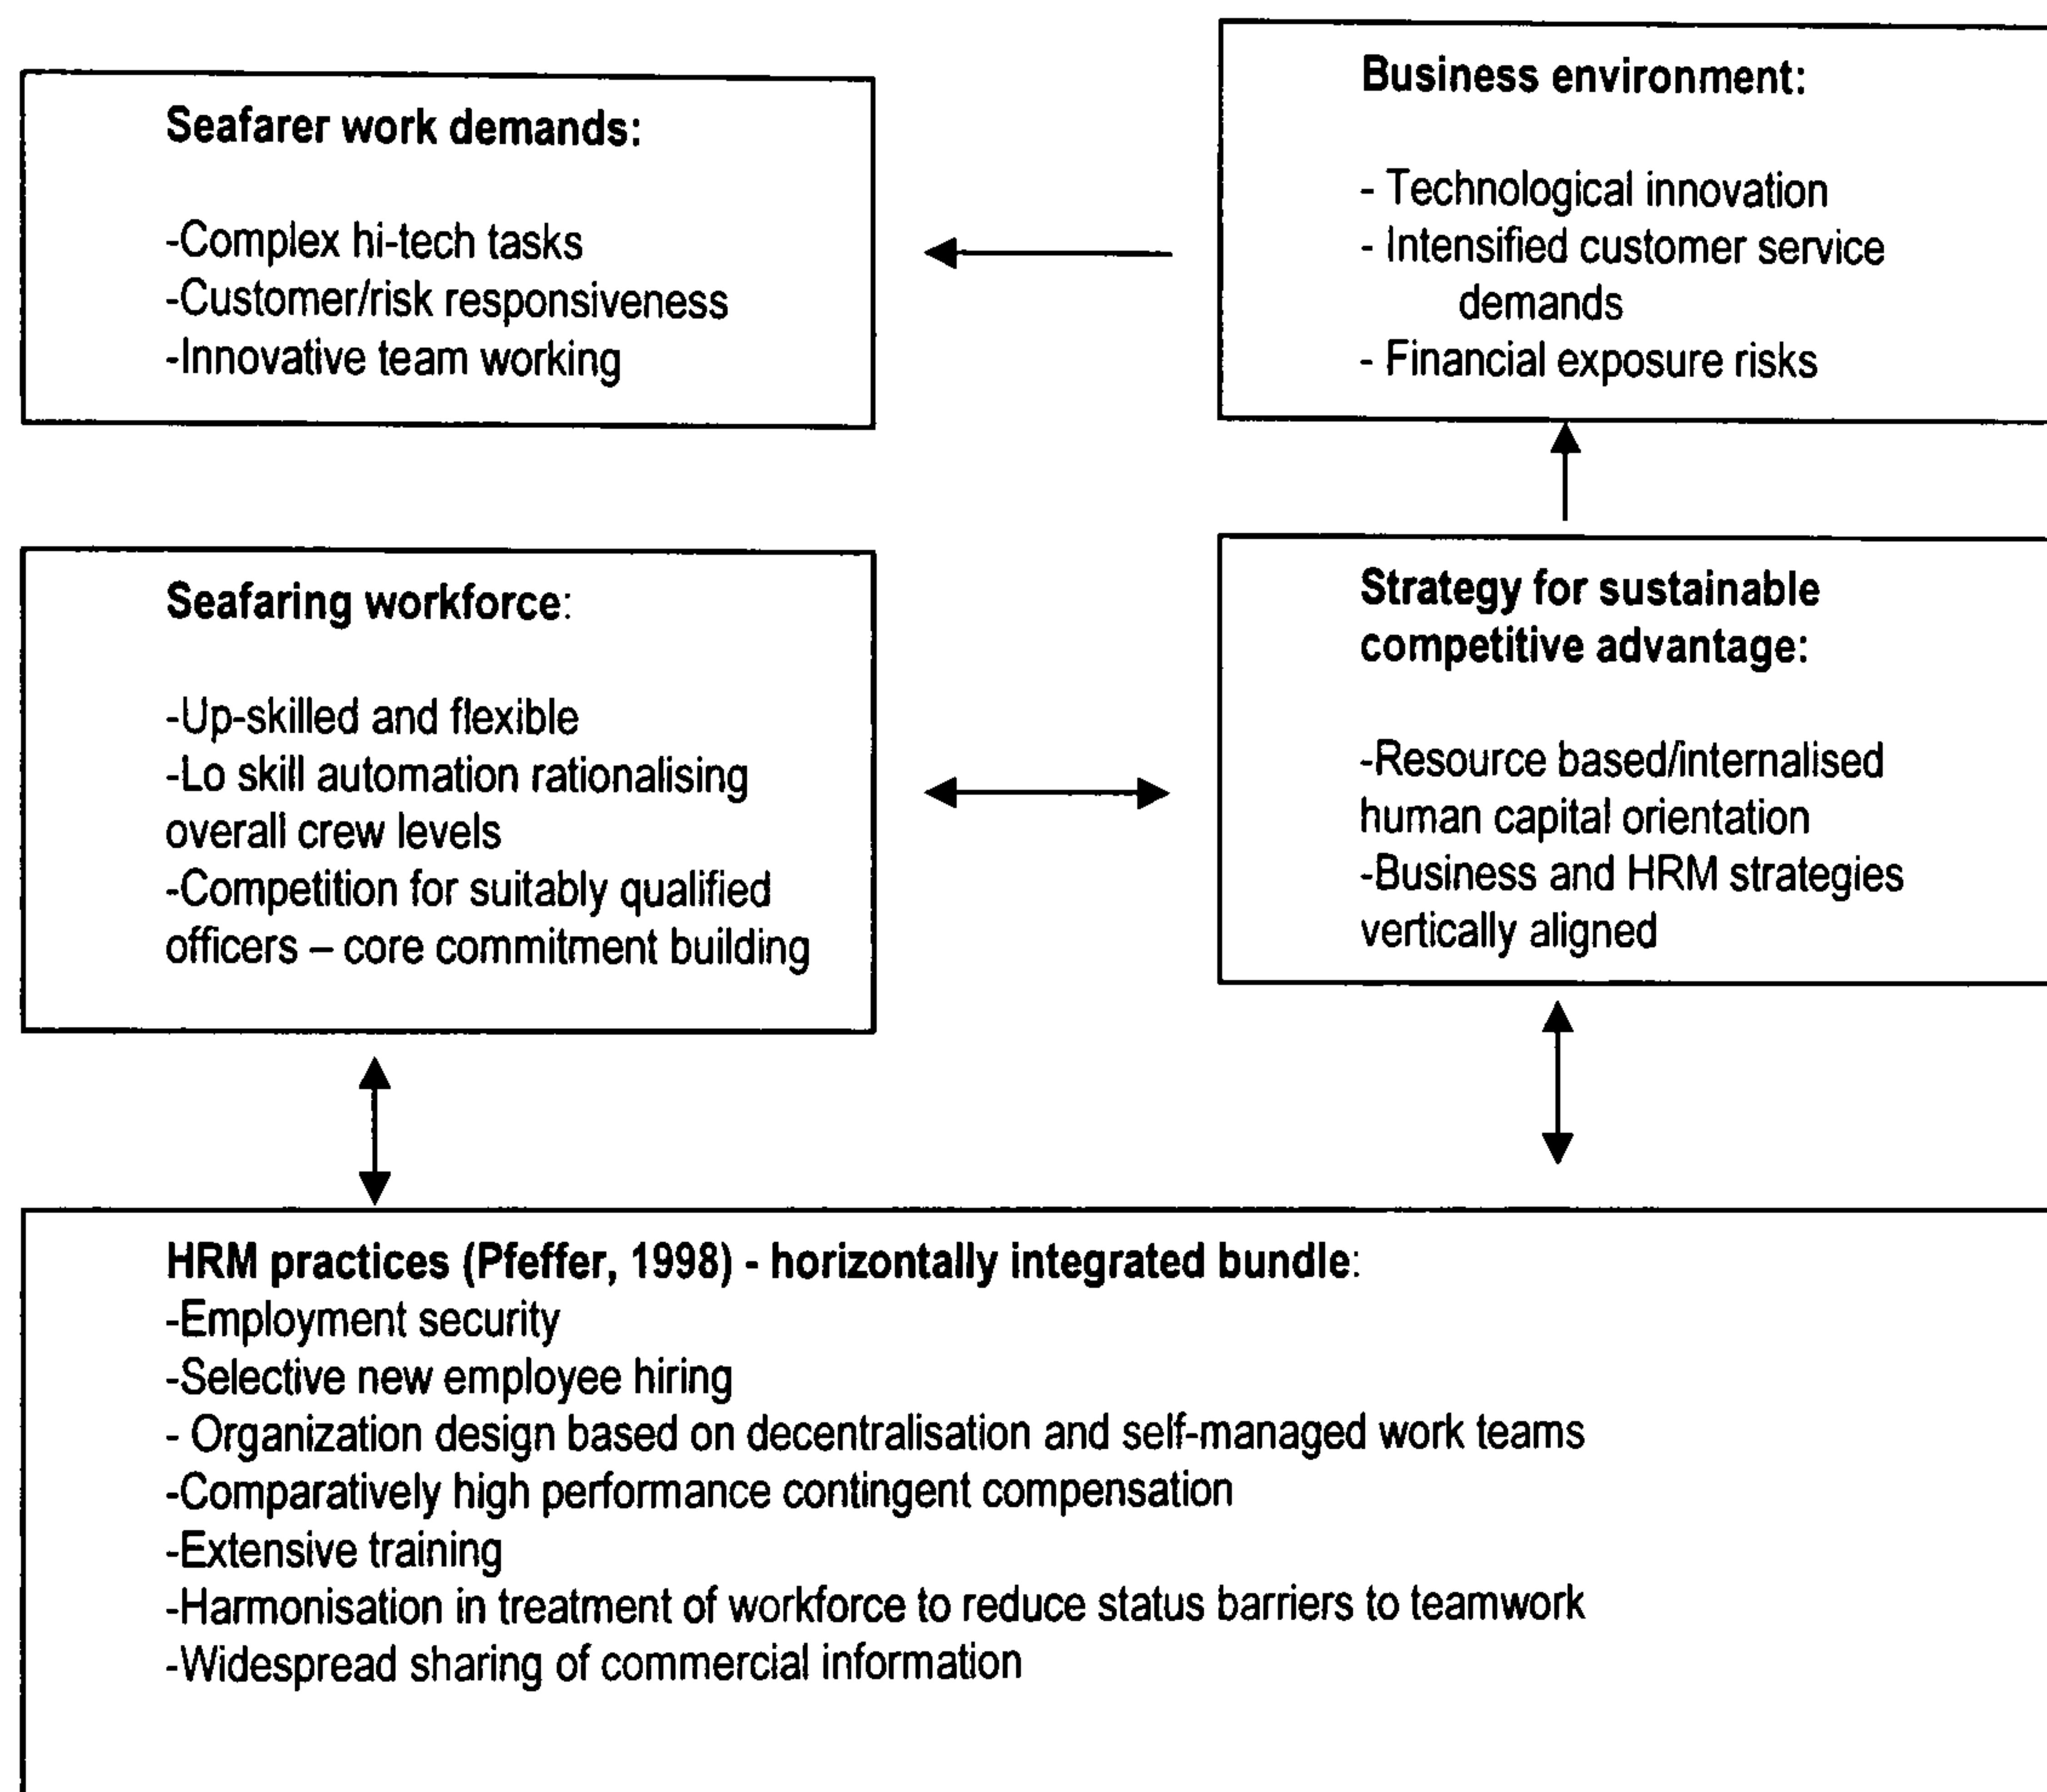 Seafarer work demands:
-Complex hi-tech tasks
-Customer/risk responsiveness
-Innovative team working
Business environment:
- Technological innovation
- Intensified customer service
demands
- Financial exposure risks
Seafaring workforce:
-Up-skilled and flexible
-Lo skill automation rationalising
overall crew levels
-Competition for suitably qualified
officers – core commitment building
Strategy for sustainable
competitive advantage:
-Resource based/internalised
human capital orientation
-Business and HRM strategies
vertically aligned
HRM practices (Pfeffer, 1998) - horizontally integrated bundle:
-Employment security
-Selective new employee hiring
- Organization design based on decentralisation and self-managed work teams
-Comparatively high performance contingent compensation
-Extensive training
-Harmonisation in treatment of workforce to reduce status barriers to teamwork
-Widespread sharing of commercial information